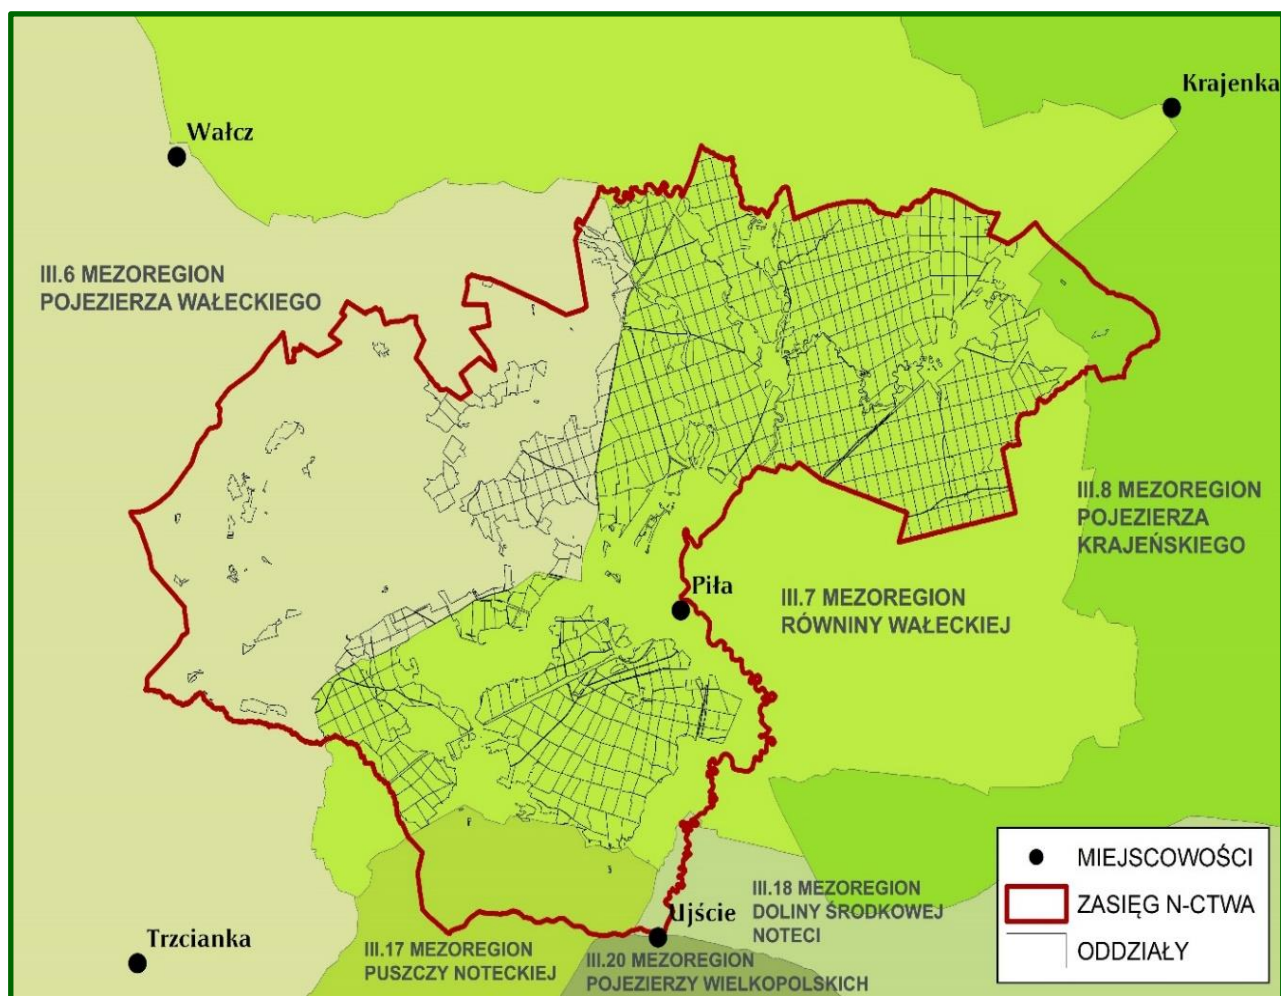 Krajenka
Wałcz
III.6 MEZOREGION
POJEZIERZA WAŁECKIEGO
III.8 MEZOREGION
POJEZIERZA
KRAJEŃSKIEGO
Piła
III.7 MEZOREGION
RÓWNINY WAŁECKIEJ
III.18 MEZOREGION
DOLINY ŚRODKOWEJ
NOTECI
Ujście
Trzcianka
III.17 MEZOREGION
PUSZCZY NOTECKIEJ
III.20 MEZOREGION
POJEZIERZY WIELKOPOLSKICH
MIEJSCOWOŚCI
ZASIĘG N-CTWA
ODDZIAŁY